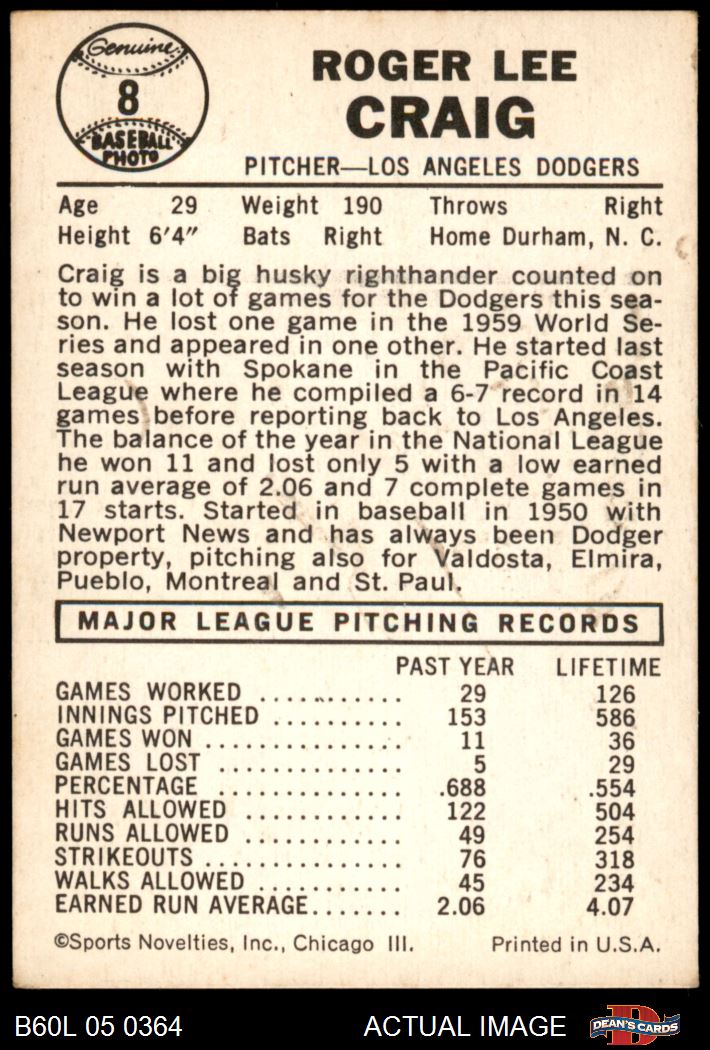 Genuine
8
BASEBALL
PHOTO
ROGER LEE
CRAIG
PITCHER—LOS ANGELES DODGERS
Age 29 Weight 190 Throws Right
Height 6'4" Bats Right Home Durham, N. C.
Craig is a big husky righthander counted on
to win a lot of games for the Dodgers this sea-
son. He lost one game in the 1959 World Se-
ries and appeared in one other. He started last
season with Spokane in the Pacific Coast
League where he compiled a 6-7 record in 14
games before reporting back to Los Angeles.
The balance of the year in the National League
he won 11 and lost only 5 with a low earned
run average of 2.06 and 7 complete games in
17 starts. Started in baseball in 1950 with
Newport News and has always been Dodger
property, pitching also for Valdosta, Elmira,
Pueblo, Montreal and St. Paul.
MAJOR LEAGUE PITCHING RECORDS
PAST YEAR LIFETIME
GAMES WORKED .......... 29 126
INNINGS PITCHED .......... 153 586
GAMES WON .............. 11 36
GAMES LOST .............. 5 29
PERCENTAGE .............. .688 .554
HITS ALLOWED ............ 122 504
RUNS ALLOWED ............ 49 254
STRIKEOUTS ............... 76 318
WALKS ALLOWED ........... 45 234
EARNED RUN AVERAGE....... 2.06 4.07
©Sports Novelties, Inc., Chicago Ill. Printed in U.S.A.
B60L 05 0364 ACTUAL IMAGE D DEAN'S CARDS